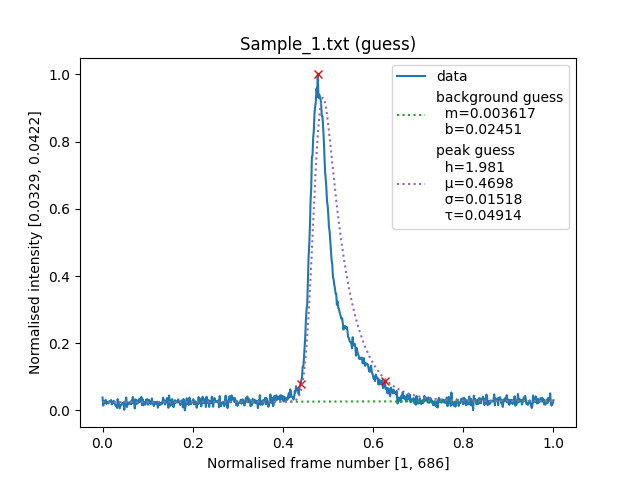 Sample_1.txt (guess)
Normalised intensity [0.0329, 0.0422]
1.0
0.8
0.6
0.4
0.2
0.0
data
background guess
m=0.003617
b=0.02451
peak guess
h=1.981
μ=0.4698
σ=0.01518
τ=0.04914
0.0 0.2 0.4 0.6 0.8 1.0
Normalised frame number [1, 686]